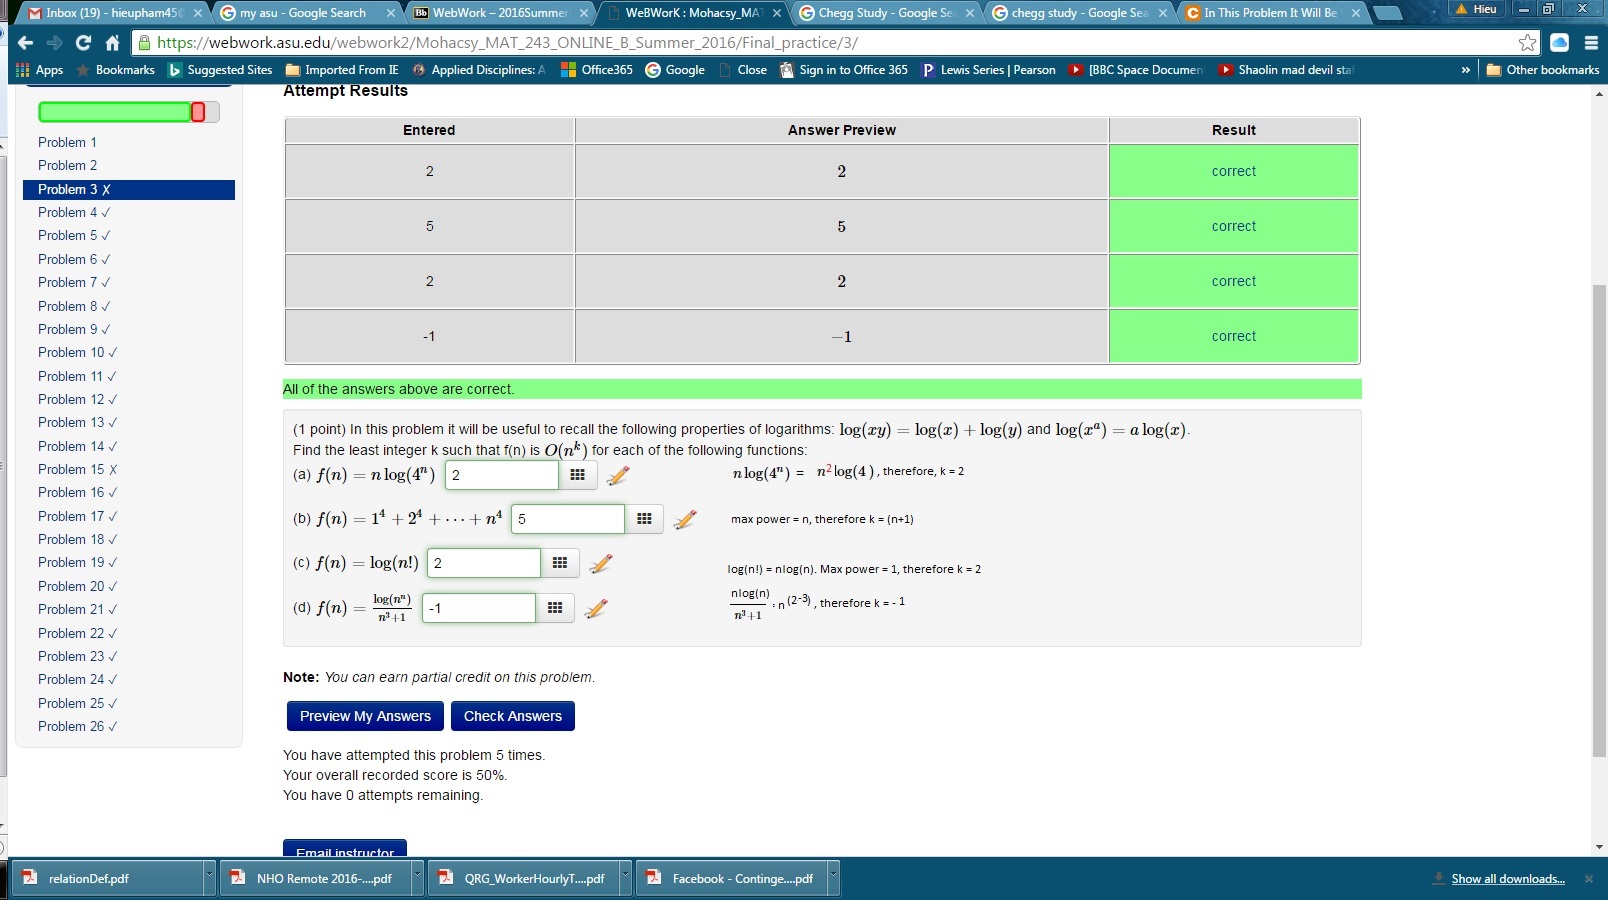 Inbox (19) - hieupham45@
my asu - Google Search
Bb WebWork – 2016Summer
WeBWorK : Mohacsy_MAT
Chegg Study - Google Se
chegg study - Google Sea
C In This Problem It Will Be
Hieu
https://webwork.asu.edu/webwork2/Mohacsy_MAT_243_ONLINE_B_Summer_2016/Final_practice/3/
Apps Bookmarks Suggested Sites Imported From IE Applied Disciplines: A Office365 Google Close Sign in to Office 365 Lewis Series | Pearson [BBC Space Documen Shaolin mad devil sta » Other bookmarks
Problem 1
Problem 2
Problem 3 ✗
Problem 4 ✓
Problem 5 ✓
Problem 6 ✓
Problem 7 ✓
Problem 8 ✓
Problem 9 ✓
Problem 10 ✓
Problem 11 ✓
Problem 12 ✓
Problem 13 ✓
Problem 14 ✓
Problem 15 ✗
Problem 16 ✓
Problem 17 ✓
Problem 18 ✓
Problem 19 ✓
Problem 20 ✓
Problem 21 ✓
Problem 22 ✓
Problem 23 ✓
Problem 24 ✓
Problem 25 ✓
Problem 26 ✓
Attempt Results
Entered Answer Preview Result
2 2 correct
5 5 correct
2 2 correct
-1 −1 correct
All of the answers above are correct.
(1 point) In this problem it will be useful to recall the following properties of logarithms: log(xy) = log(x) + log(y) and log(x^a) = a log(x).
Find the least integer k such that f(n) is O(n^k) for each of the following functions:
(a) f(n) = n log(4^n) 2 n log(4^n) = n^2 log(4), therefore, k = 2
(b) f(n) = 1^4 + 2^4 + ⋯ + n^4 5 max power = n, therefore k = (n+1)
(c) f(n) = log(n!) 2 log(n!) = nlog(n). Max power = 1, therefore k = 2
(d) f(n) = log(n^n)/(n^3+1) -1 nlog(n)/(n^3+1) = n^(2-3), therefore k = - 1
Note: You can earn partial credit on this problem.
Preview My Answers Check Answers
You have attempted this problem 5 times.
Your overall recorded score is 50%.
You have 0 attempts remaining.
Email instructor
relationDef.pdf NHO Remote 2016-....pdf QRG_WorkerHourlyT....pdf Facebook - Continge....pdf Show all downloads...